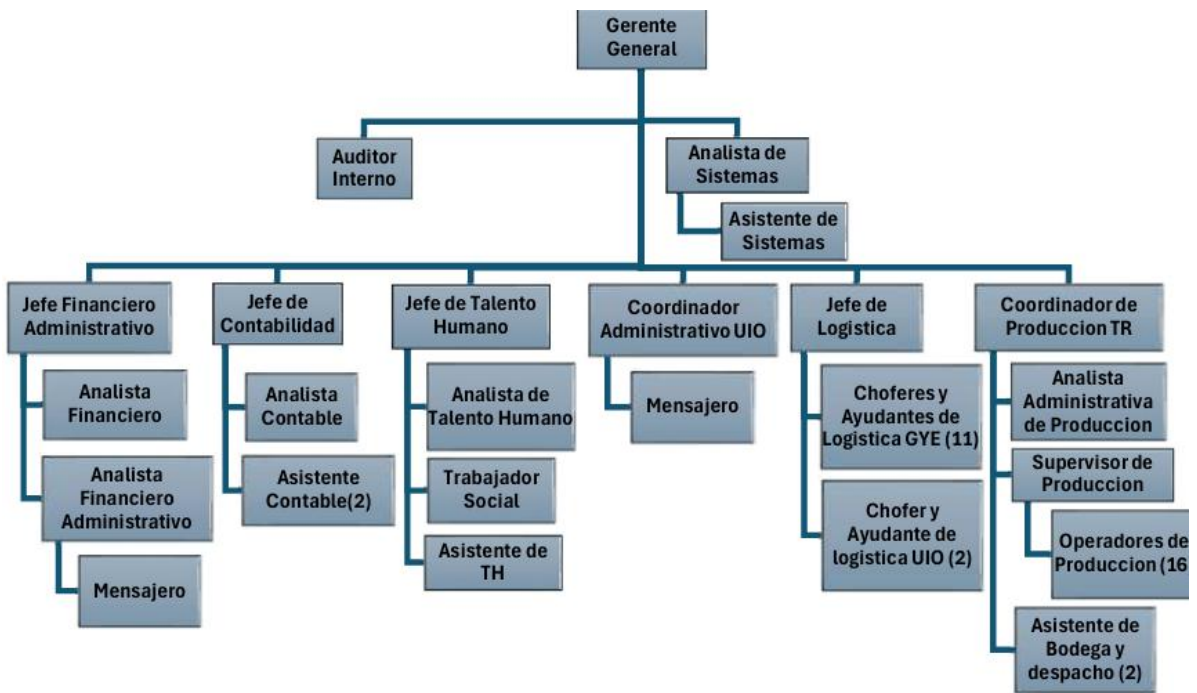 Gerente
General
Auditor
Interno
Analista de
Sistemas
Asistente de
Sistemas
Jefe Financiero
Administrativo
Analista
Financiero
Analista
Financiero
Administrativo
Mensajero
Jefe de
Contabilidad
Analista
Contable
Asistente
Contable(2)
Jefe de Talento
Humano
Analista de
Talento Humano
Trabajador
Social
Asistente de
TH
Coordinador
Administrativo UIO
Mensajero
Jefe de
Logistica
Choferes y
Ayudantes de
Logistica GYE (11)
Chofer y
Ayudante de
logistica UIO (2)
Coordinador de
Produccion TR
Analista
Administrativa
de Produccion
Supervisor de
Produccion
Operadores de
Produccion (16
Asistente de
Bodega y
despacho (2)